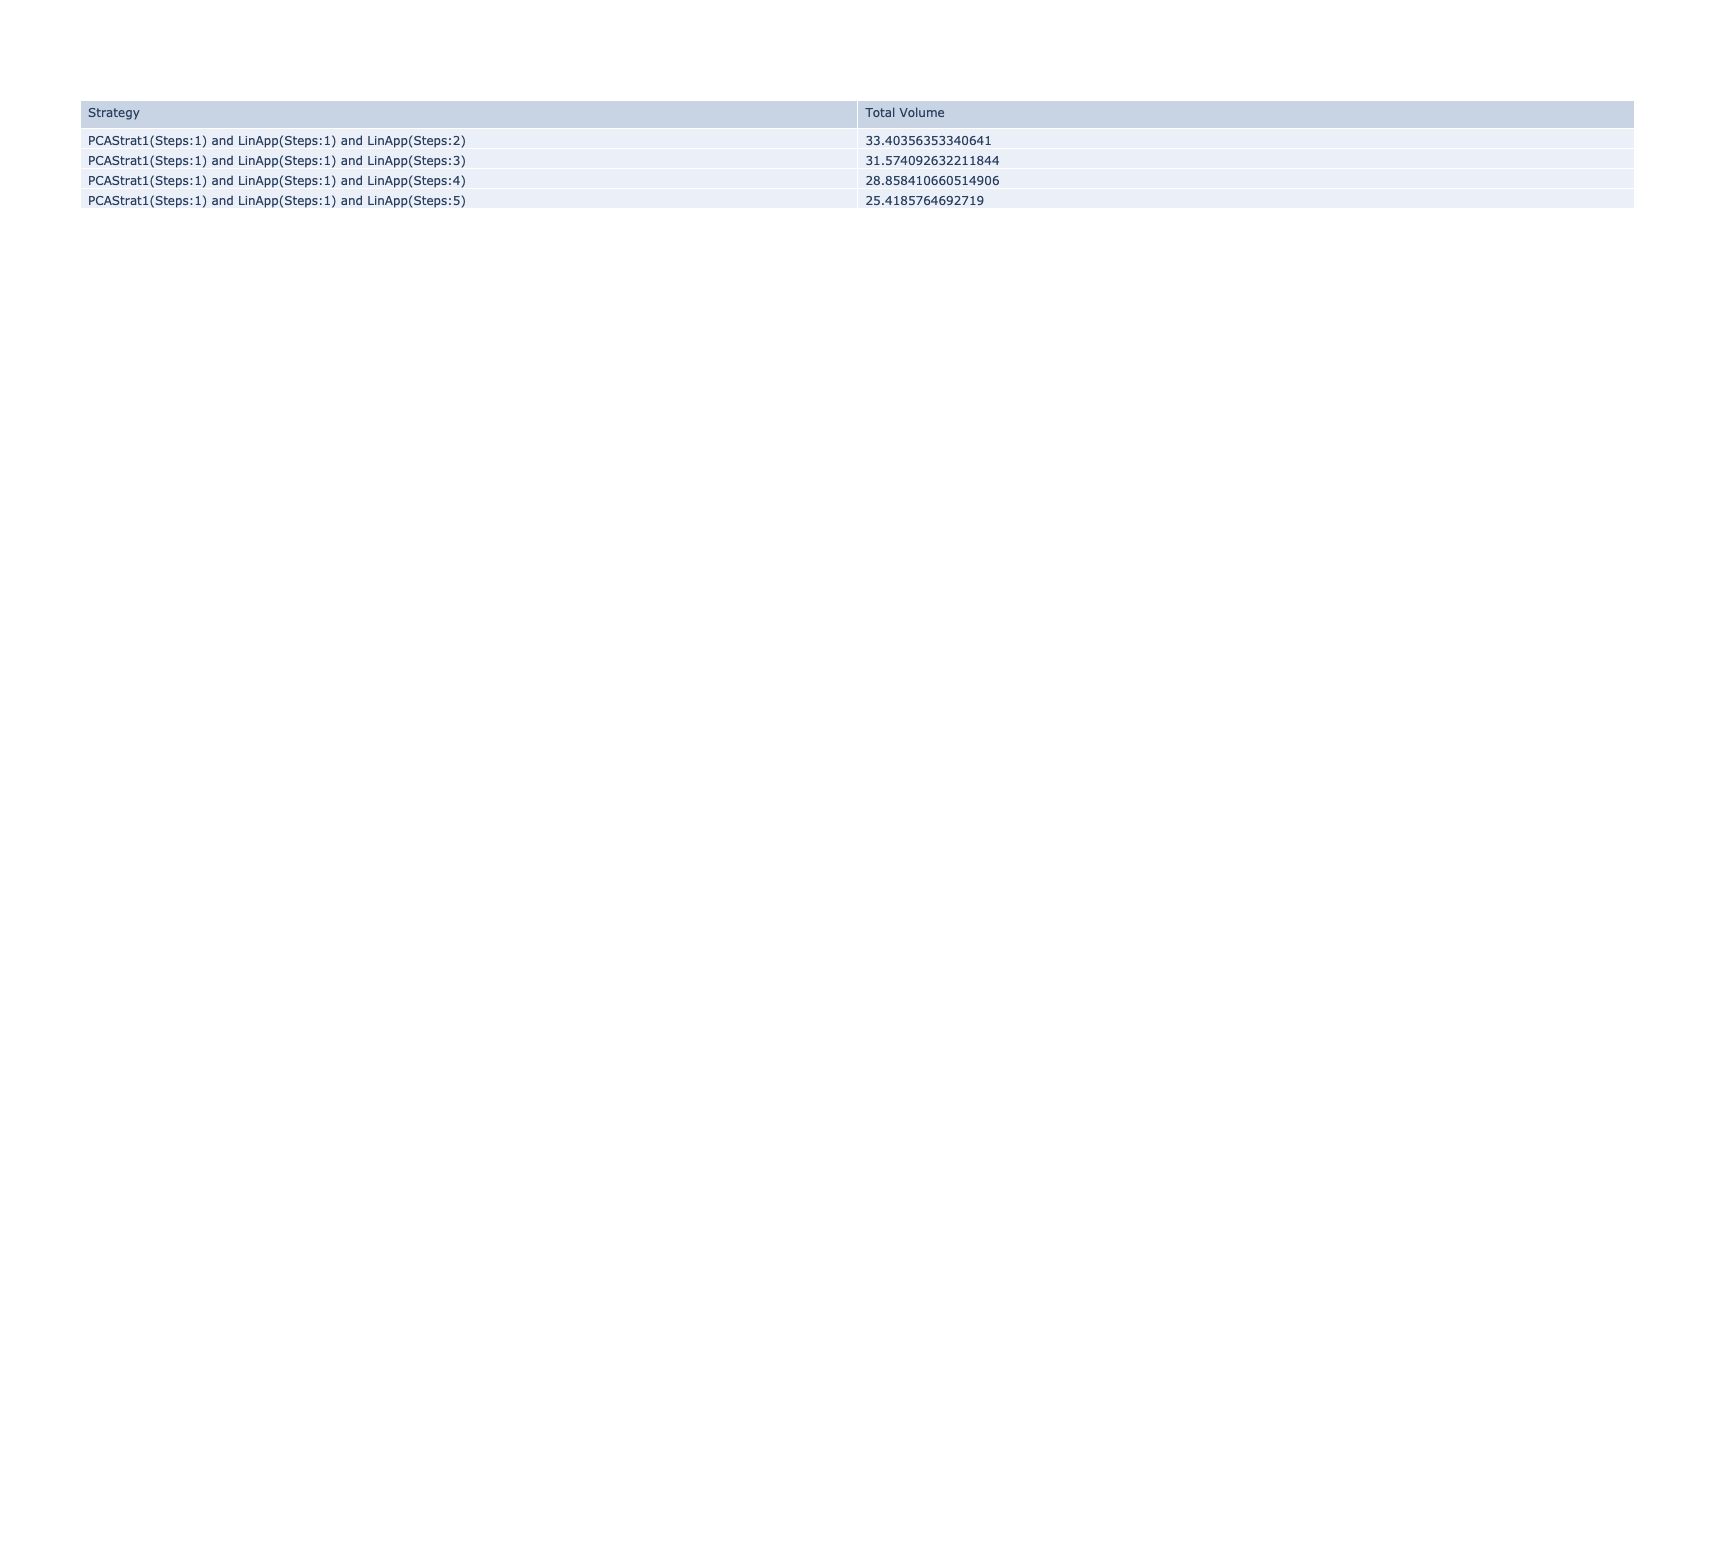 Strategy Total Volume
PCAStrat1(Steps:1) and LinApp(Steps:1) and LinApp(Steps:2) 33.40356353340641
PCAStrat1(Steps:1) and LinApp(Steps:1) and LinApp(Steps:3) 31.574092632211844
PCAStrat1(Steps:1) and LinApp(Steps:1) and LinApp(Steps:4) 28.858410660514906
PCAStrat1(Steps:1) and LinApp(Steps:1) and LinApp(Steps:5) 25.4185764692719